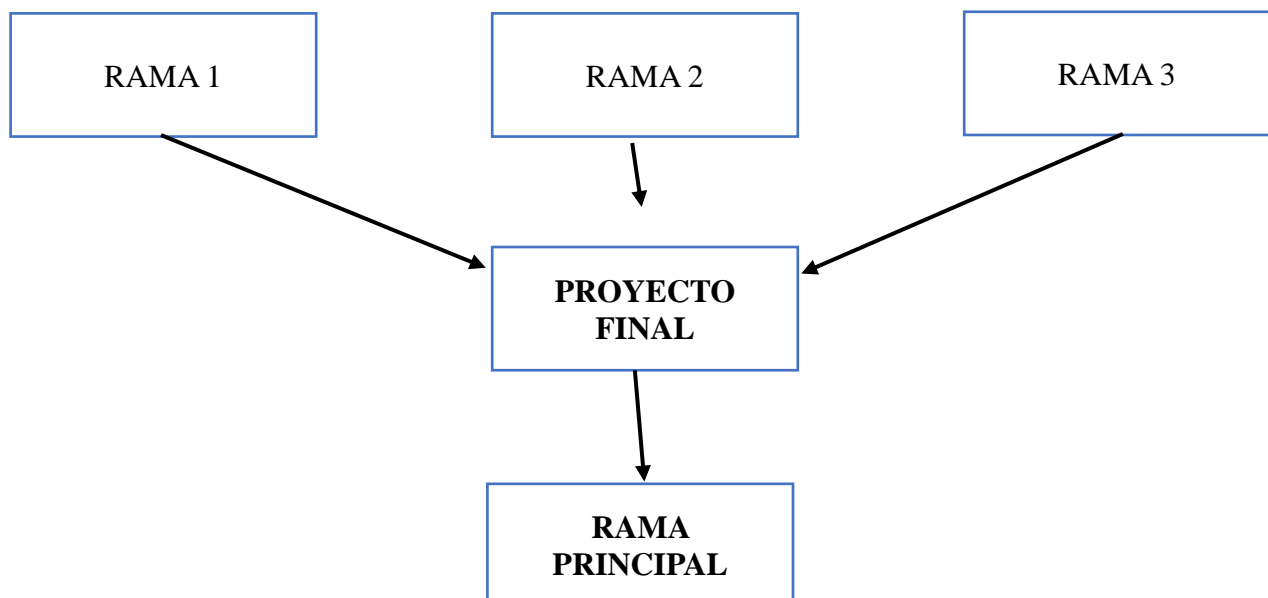 RAMA 1
RAMA 2
RAMA 3
PROYECTO
FINAL
RAMA
PRINCIPAL